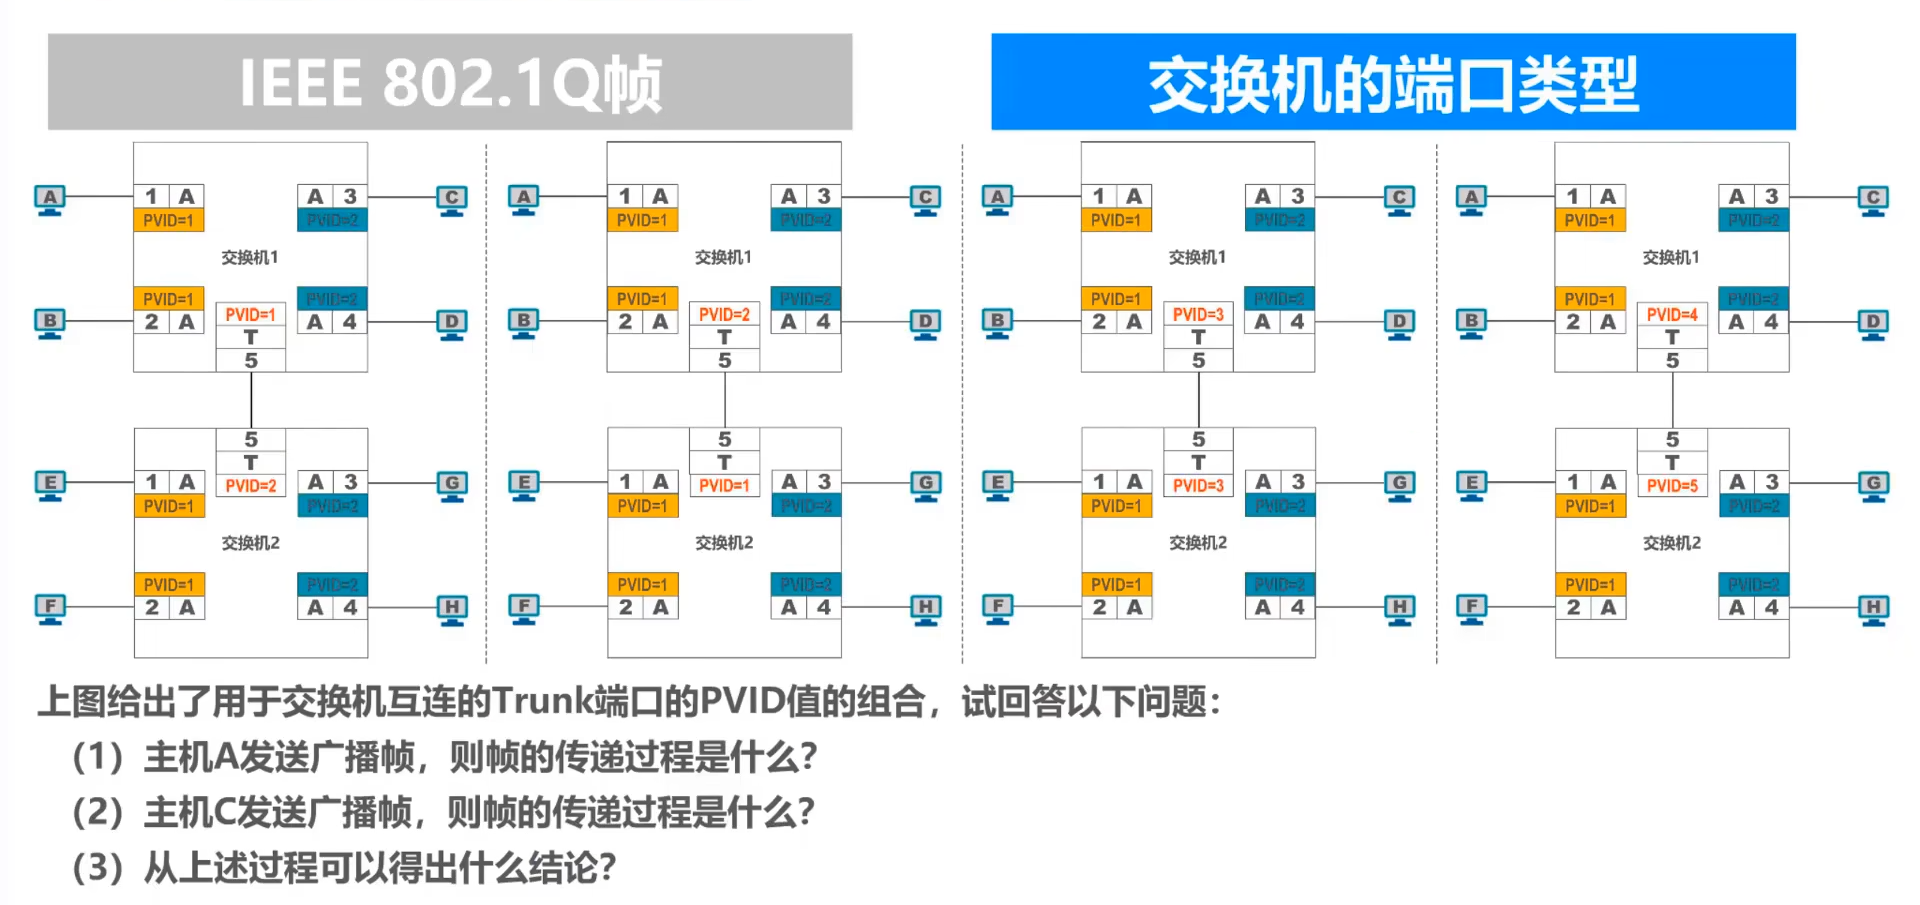 IEEE 802.1Q帧 交换机的端口类型
1 A A 3 1 A A 3 1 A A 3 1 A A 3
A C A C A C A C
PVID=1 PVID=2 PVID=1 PVID=2 PVID=1 PVID=2 PVID=1 PVID=2
交换机1 交换机1 交换机1 交换机1
PVID=1 PVID=2 PVID=1 PVID=2 PVID=1 PVID=2 PVID=1 PVID=2
PVID=1 PVID=2 PVID=3 PVID=4
B 2 A A 4 D B 2 A A 4 D B 2 A A 4 D B 2 A A 4 D
T T T T
5 5 5 5
5 5 5 5
T T T T
E 1 A PVID=2 A 3 G E 1 A PVID=1 A 3 G E 1 A PVID=3 A 3 G E 1 A PVID=5 A 3 G
PVID=1 PVID=2 PVID=1 PVID=2 PVID=1 PVID=2 PVID=1 PVID=2
交换机2 交换机2 交换机2 交换机2
PVID=1 PVID=2 PVID=1 PVID=2 PVID=1 PVID=2 PVID=1 PVID=2
F 2 A A 4 H F 2 A A 4 H F 2 A A 4 H F 2 A A 4 H
上图给出了用于交换机互连的Trunk端口的PVID值的组合，试回答以下问题：
（1）主机A发送广播帧，则帧的传递过程是什么？
（2）主机C发送广播帧，则帧的传递过程是什么？
（3）从上述过程可以得出什么结论？